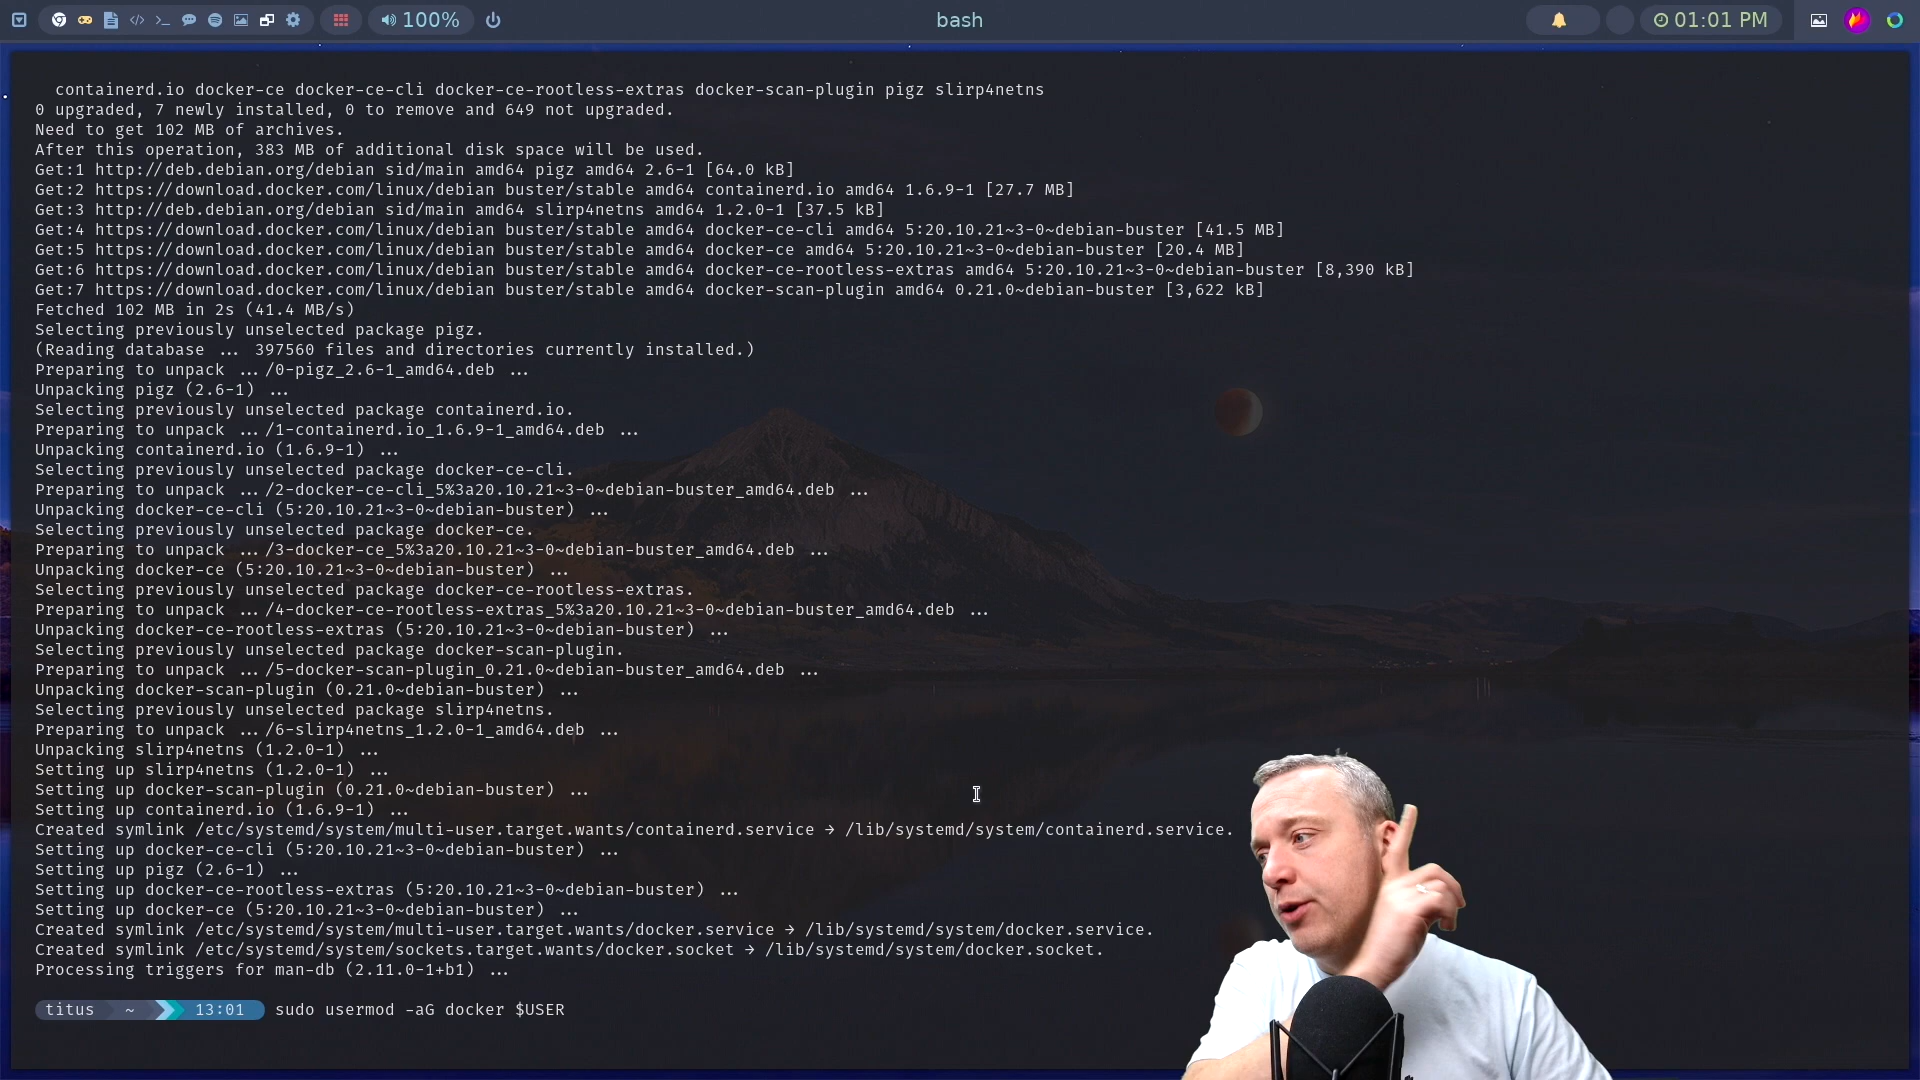 100%
bash
01:01 PM
containerd.io docker-ce docker-ce-cli docker-ce-rootless-extras docker-scan-plugin pigz slirp4netns
0 upgraded, 7 newly installed, 0 to remove and 649 not upgraded.
Need to get 102 MB of archives.
After this operation, 383 MB of additional disk space will be used.
Get:1 http://deb.debian.org/debian sid/main amd64 pigz amd64 2.6-1 [64.0 kB]
Get:2 https://download.docker.com/linux/debian buster/stable amd64 containerd.io amd64 1.6.9-1 [27.7 MB]
Get:3 http://deb.debian.org/debian sid/main amd64 slirp4netns amd64 1.2.0-1 [37.5 kB]
Get:4 https://download.docker.com/linux/debian buster/stable amd64 docker-ce-cli amd64 5:20.10.21~3-0~debian-buster [41.5 MB]
Get:5 https://download.docker.com/linux/debian buster/stable amd64 docker-ce amd64 5:20.10.21~3-0~debian-buster [20.4 MB]
Get:6 https://download.docker.com/linux/debian buster/stable amd64 docker-ce-rootless-extras amd64 5:20.10.21~3-0~debian-buster [8,390 kB]
Get:7 https://download.docker.com/linux/debian buster/stable amd64 docker-scan-plugin amd64 0.21.0~debian-buster [3,622 kB]
Fetched 102 MB in 2s (41.4 MB/s)
Selecting previously unselected package pigz.
(Reading database ... 397560 files and directories currently installed.)
Preparing to unpack .../0-pigz_2.6-1_amd64.deb ...
Unpacking pigz (2.6-1) ...
Selecting previously unselected package containerd.io.
Preparing to unpack .../1-containerd.io_1.6.9-1_amd64.deb ...
Unpacking containerd.io (1.6.9-1) ...
Selecting previously unselected package docker-ce-cli.
Preparing to unpack .../2-docker-ce-cli_5%3a20.10.21~3-0~debian-buster_amd64.deb ...
Unpacking docker-ce-cli (5:20.10.21~3-0~debian-buster) ...
Selecting previously unselected package docker-ce.
Preparing to unpack .../3-docker-ce_5%3a20.10.21~3-0~debian-buster_amd64.deb ...
Unpacking docker-ce (5:20.10.21~3-0~debian-buster) ...
Selecting previously unselected package docker-ce-rootless-extras.
Preparing to unpack .../4-docker-ce-rootless-extras_5%3a20.10.21~3-0~debian-buster_amd64.deb ...
Unpacking docker-ce-rootless-extras (5:20.10.21~3-0~debian-buster) ...
Selecting previously unselected package docker-scan-plugin.
Preparing to unpack .../5-docker-scan-plugin_0.21.0~debian-buster_amd64.deb ...
Unpacking docker-scan-plugin (0.21.0~debian-buster) ...
Selecting previously unselected package slirp4netns.
Preparing to unpack .../6-slirp4netns_1.2.0-1_amd64.deb ...
Unpacking slirp4netns (1.2.0-1) ...
Setting up slirp4netns (1.2.0-1) ...
Setting up docker-scan-plugin (0.21.0~debian-buster) ...
Setting up containerd.io (1.6.9-1) ...
Created symlink /etc/systemd/system/multi-user.target.wants/containerd.service → /lib/systemd/system/containerd.service.
Setting up docker-ce-cli (5:20.10.21~3-0~debian-buster) ...
Setting up pigz (2.6-1) ...
Setting up docker-ce-rootless-extras (5:20.10.21~3-0~debian-buster) ...
Setting up docker-ce (5:20.10.21~3-0~debian-buster) ...
Created symlink /etc/systemd/system/multi-user.target.wants/docker.service → /lib/systemd/system/docker.service.
Created symlink /etc/systemd/system/sockets.target.wants/docker.socket → /lib/systemd/system/docker.socket.
Processing triggers for man-db (2.11.0-1+b1) ...
titus ~ 13:01 sudo usermod -aG docker $USER